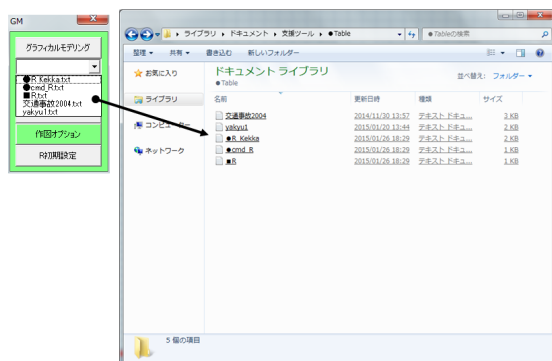 GM
グラフィカルモデリング
●R_Kekka.txt
●cmd_R.txt
■R.txt
交通事故2004.txt
yakyu1.txt
作図オプション
R初期設定
ライブラリ ▸ ドキュメント ▸ 支援ツール ▸ ●Table
●Tableの検索
整理 共有 書き込む 新しいフォルダー
お気に入り
ライブラリ
コンピューター
ネットワーク
ドキュメント ライブラリ
●Table
並べ替え: フォルダー
名前 更新日時 種類 サイズ
交通事故2004 2014/11/30 13:57 テキスト ドキュ... 3 KB
yakyu1 2015/01/20 13:44 テキスト ドキュ... 2 KB
●R_Kekka 2015/01/26 18:29 テキスト ドキュ... 2 KB
●cmd_R 2015/01/26 18:29 テキスト ドキュ... 1 KB
■R 2015/01/26 18:29 テキスト ドキュ... 1 KB
5 個の項目